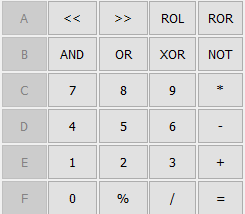 A << >> ROL ROR
B AND OR XOR NOT
C 7 8 9 *
D 4 5 6 -
E 1 2 3 +
F 0 % / =